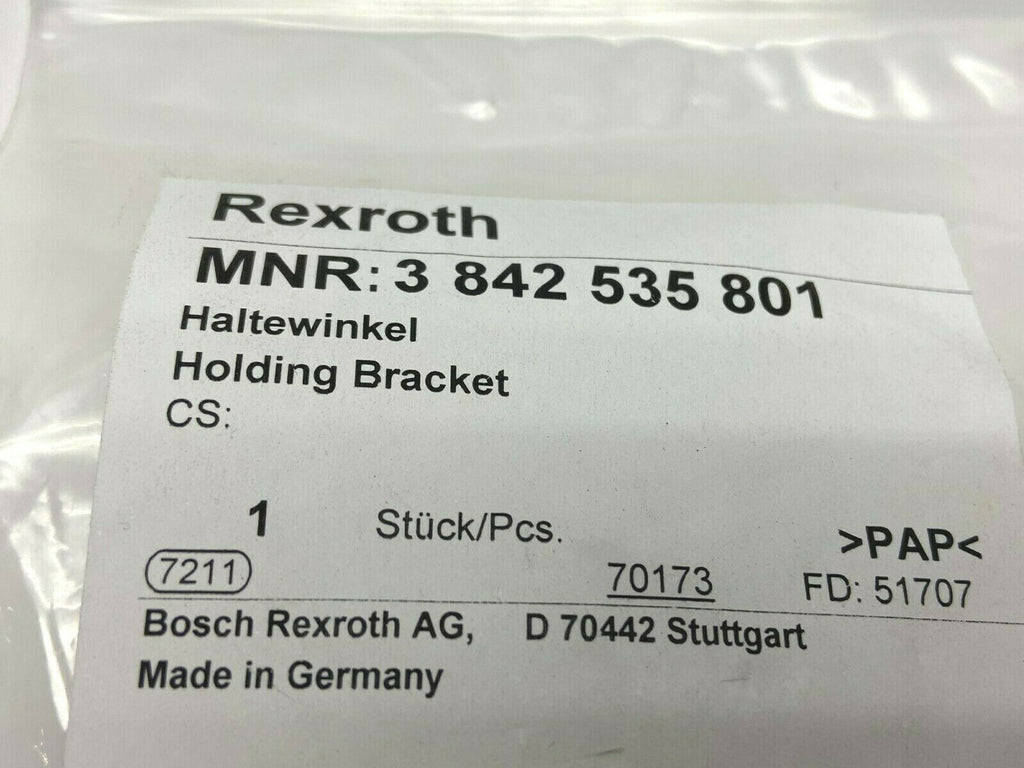 Rexroth
MNR: 3 842 535 801
Haltewinkel
Holding Bracket
CS:
1 Stück/Pcs. >PAP<
7211 70173 FD: 51707
Bosch Rexroth AG, D 70442 Stuttgart
Made in Germany